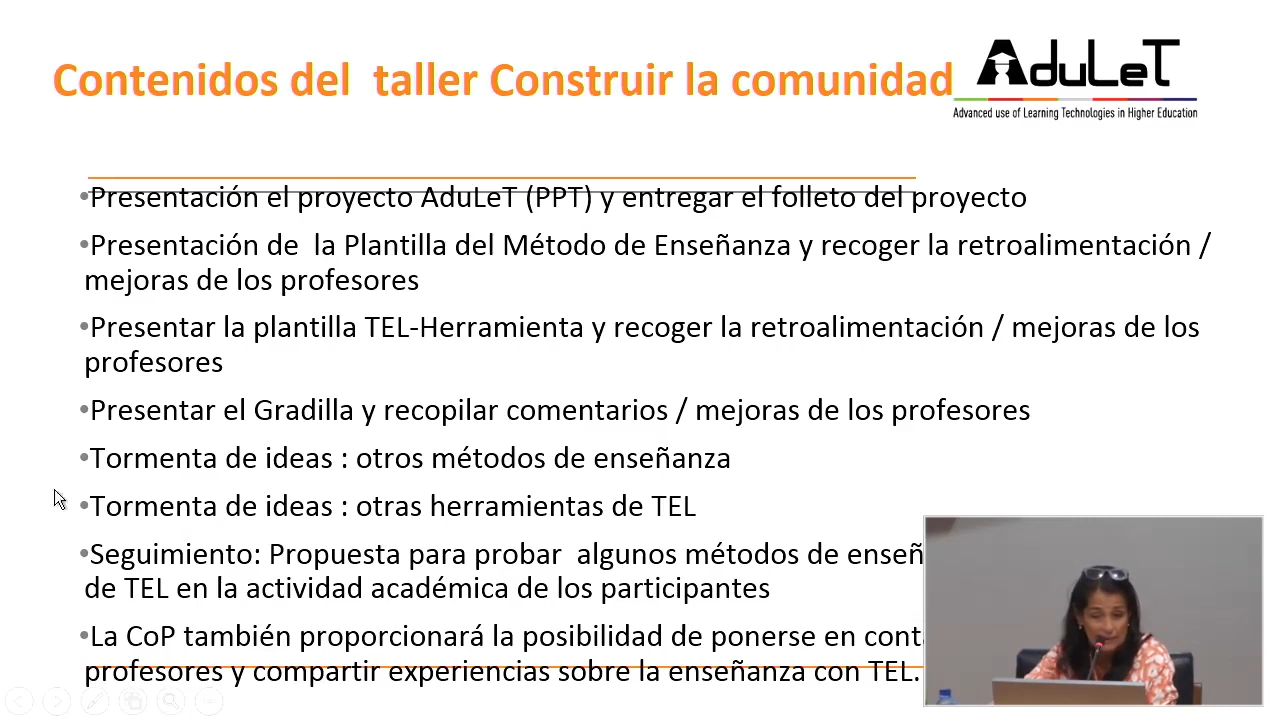 Contenidos del  taller Construir la comunidad
AduLeT
Advanced use of Learning Technologies in Higher Education
•Presentación el proyecto AduLeT (PPT) y entregar el folleto del proyecto
•Presentación de  la Plantilla del Método de Enseñanza y recoger la retroalimentación /
mejoras de los profesores
•Presentar la plantilla TEL-Herramienta y recoger la retroalimentación / mejoras de los
profesores
•Presentar el Gradilla y recopilar comentarios / mejoras de los profesores
•Tormenta de ideas : otros métodos de enseñanza
•Tormenta de ideas : otras herramientas de TEL
•Seguimiento: Propuesta para probar  algunos métodos de enseñ
de TEL en la actividad académica de los participantes
•La CoP también proporcionará la posibilidad de ponerse en cont
profesores y compartir experiencias sobre la enseñanza con TEL.